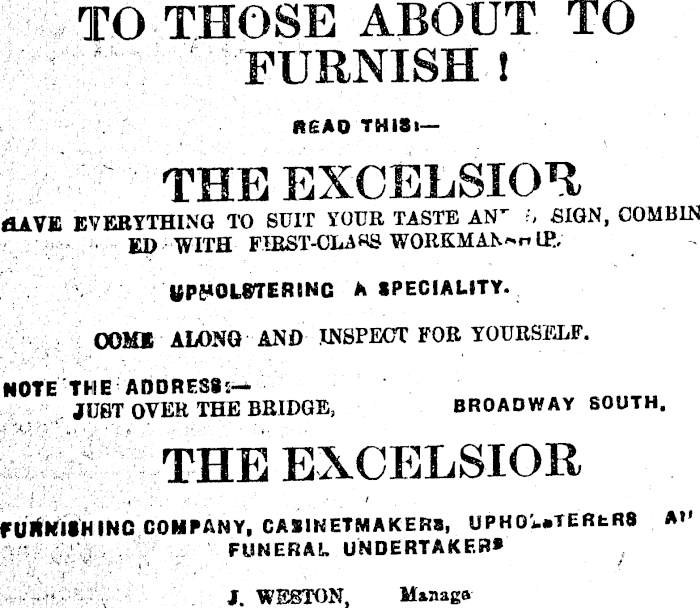 TO THOSE ABOUT TO
FURNISH !
READ THIS:—
THE EXCELSIOR
HAVE EVERYTHING TO SUIT YOUR TASTE SIGN, COMBIN
ED WITH FIRST-CLASS WORKMANSHIP.
UPHOLSTERING A SPECIALITY.
COME ALONG AND INSPECT FOR YOURSELF.
NOTE THE ADDRESS:—
JUST OVER THE BRIDGE, BROADWAY SOUTH.
THE EXCELSIOR
FURNISHING COMPANY, CABINETMAKERS, UPHOLSTERERS
FUNERAL UNDERTAKERS
J. WESTON, Manage